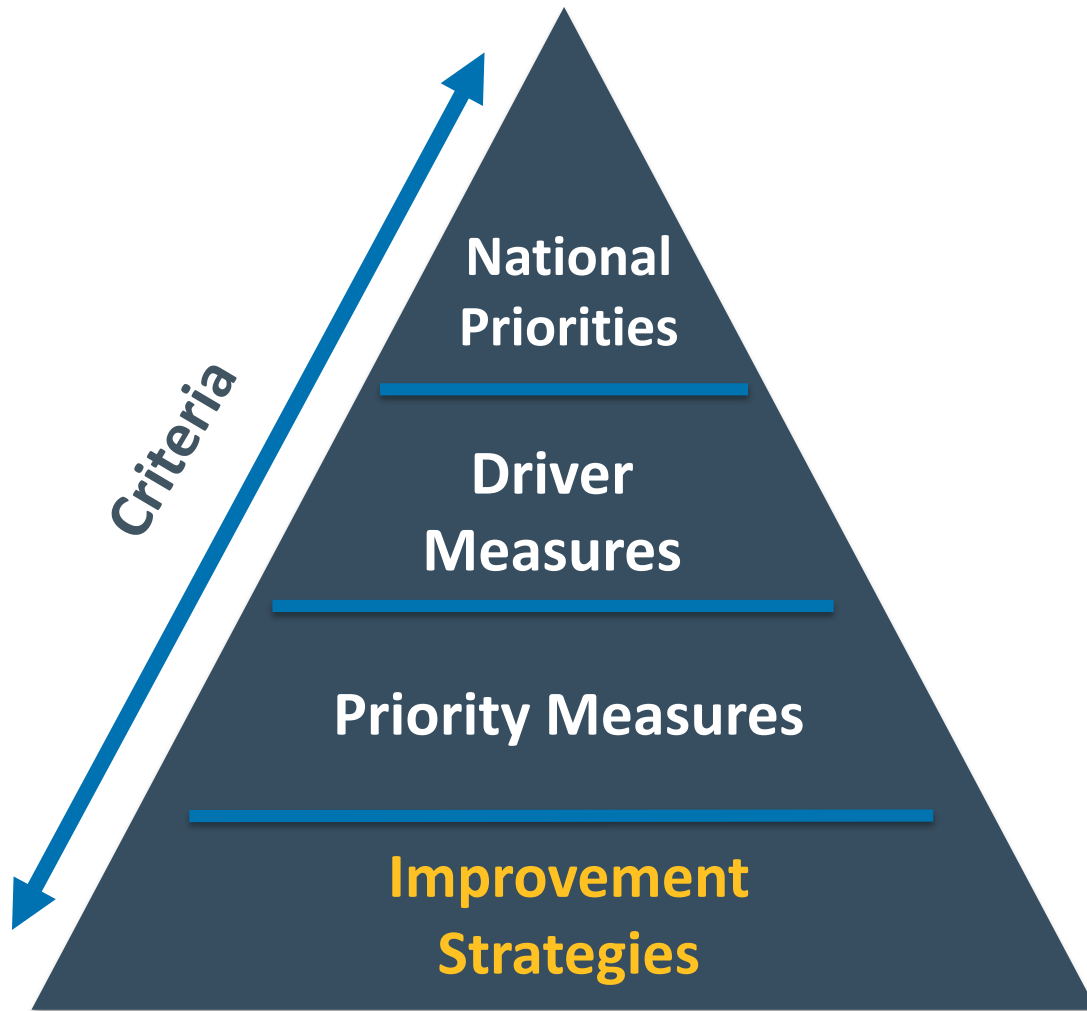 Criteria
National
Priorities
Driver
Measures
Priority Measures
Improvement
Strategies